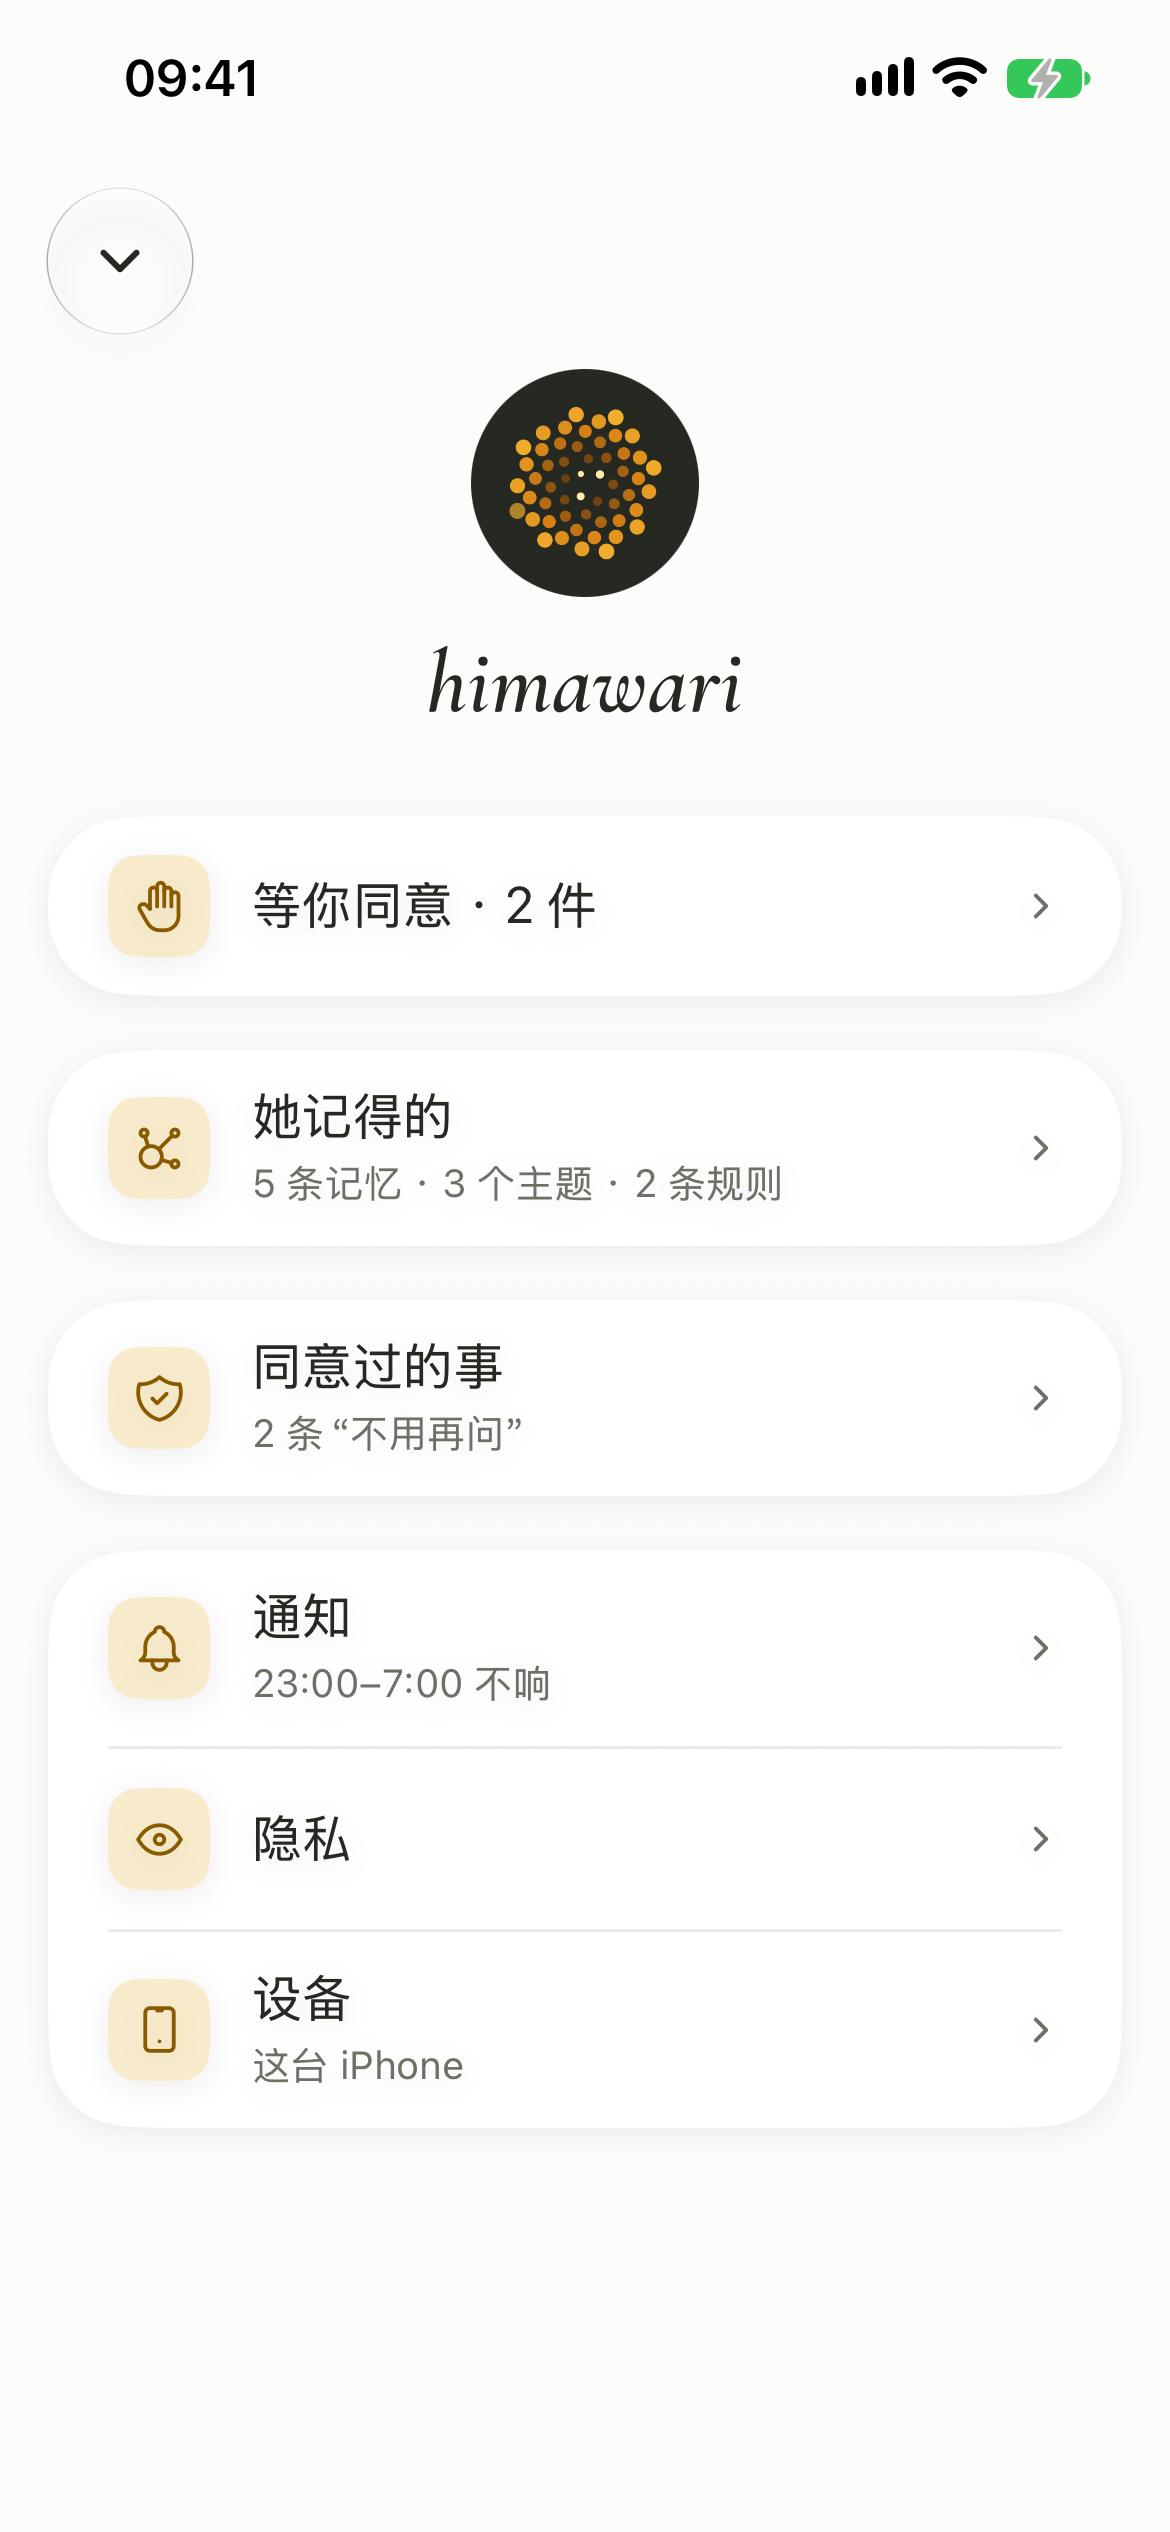 09:41
himawari
等你同意 · 2 件
她记得的
5 条记忆 · 3 个主题 · 2 条规则
同意过的事
2 条 “不用再问”
通知
23:00–7:00 不响
隐私
设备
这台 iPhone